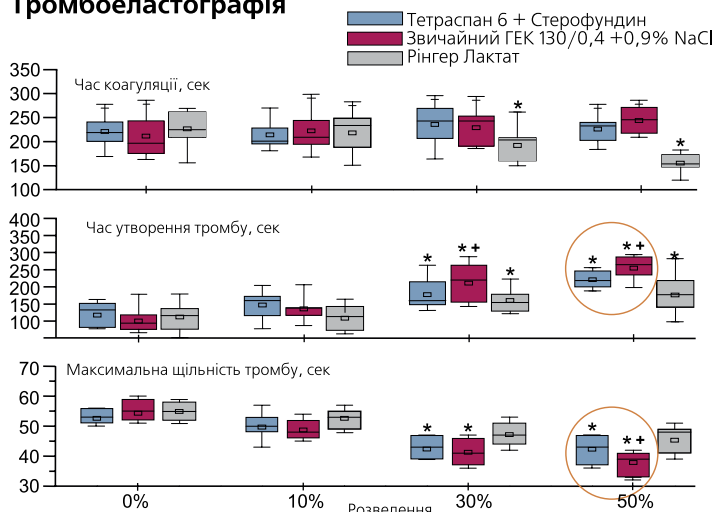 Тромбоеластографія
Тетраспан 6 + Стерофундин
Звичайний ГЕК 130/0,4 +0,9% NaCl
Рінгер Лактат
Час коагуляції, сек
350
300
250
200
150
100
*
*
Час утворення тромбу, сек
400
350
300
250
200
150
100
* * + *
* * + *
Максимальна щільність тромбу, сек
70
60
50
40
30
* *
* * +
0% 10% 30% 50%
Розведення